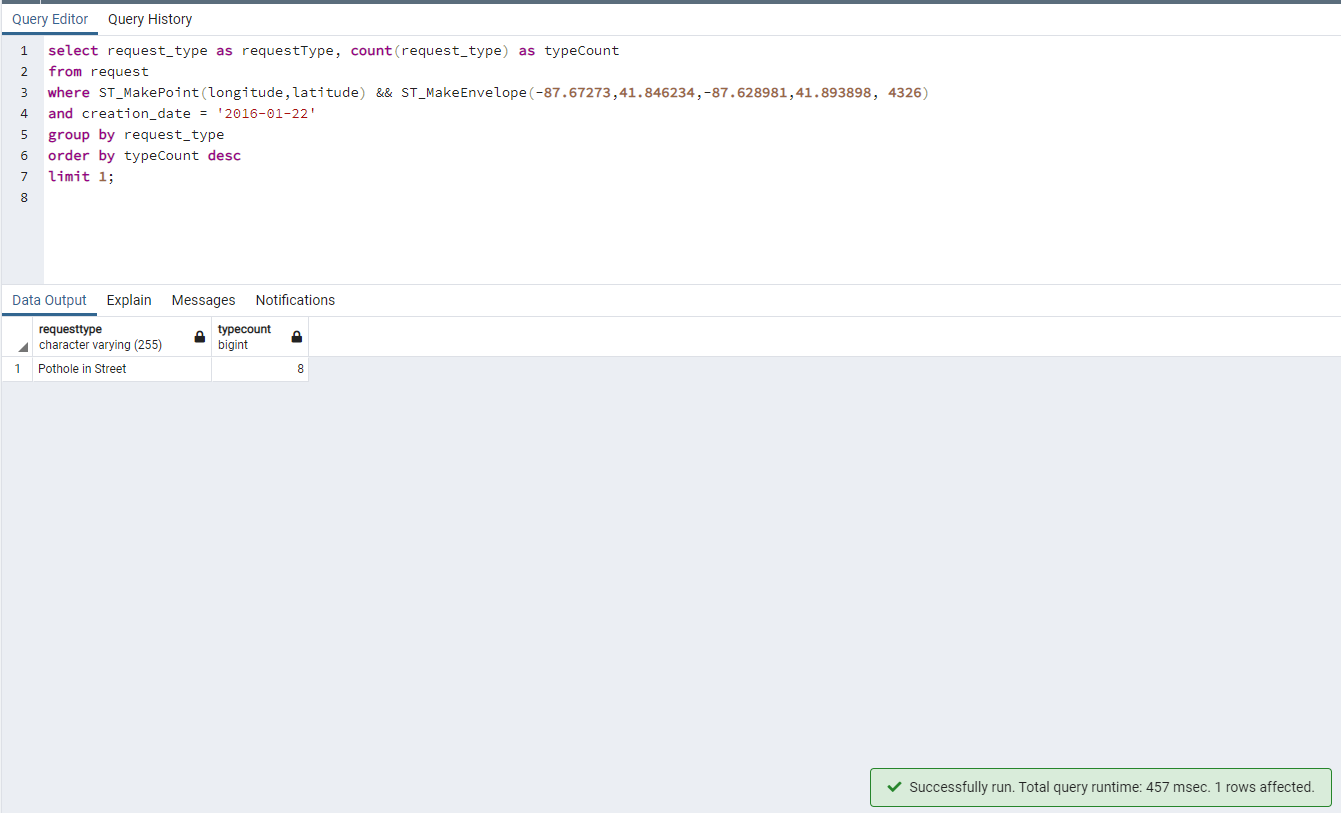 Query Editor Query History
1 select request_type as requestType, count(request_type) as typeCount
2 from request
3 where ST_MakePoint(longitude,latitude) && ST_MakeEnvelope(-87.67273,41.846234,-87.628981,41.893898, 4326)
4 and creation_date = '2016-01-22'
5 group by request_type
6 order by typeCount desc
7 limit 1;
8
Data Output Explain Messages Notifications
requesttype typecount
character varying (255) bigint
1 Pothole in Street 8
Successfully run. Total query runtime: 457 msec. 1 rows affected.